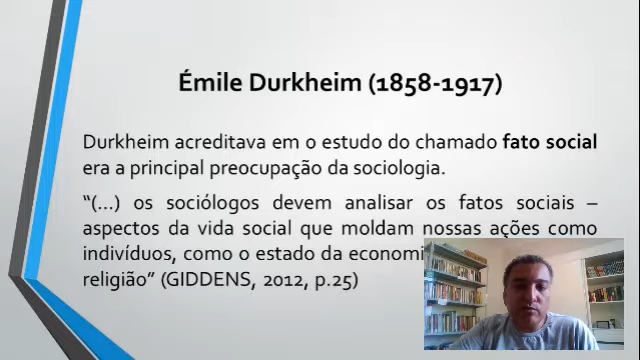 Émile Durkheim (1858-1917)
Durkheim acreditava em o estudo do chamado fato social
era a principal preocupação da sociologia.
“(...) os sociólogos devem analisar os fatos sociais –
aspectos da vida social que moldam nossas ações como
indivíduos, como o estado da economi
religião” (GIDDENS, 2012, p.25)